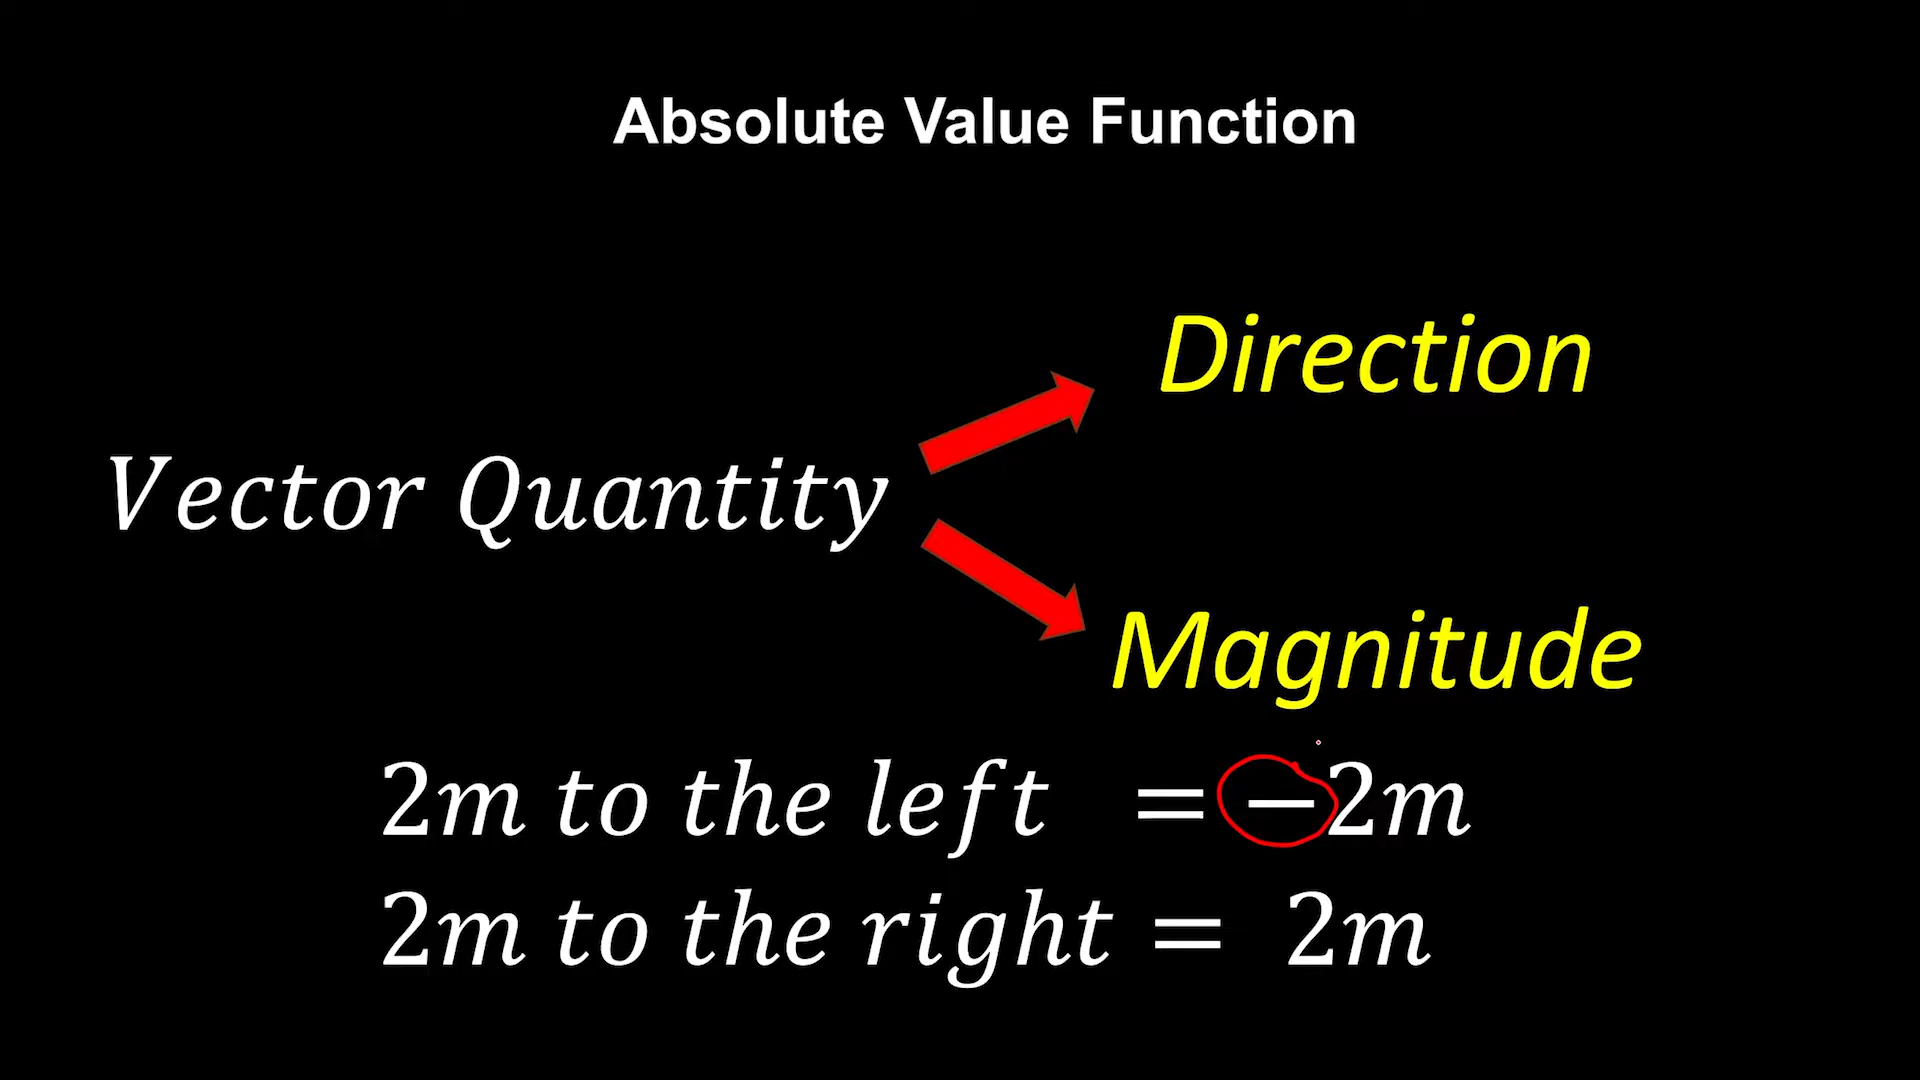 Absolute Value Function
Direction
Vector Quantity
Magnitude
2m to the left = −2m
2m to the right = 2m